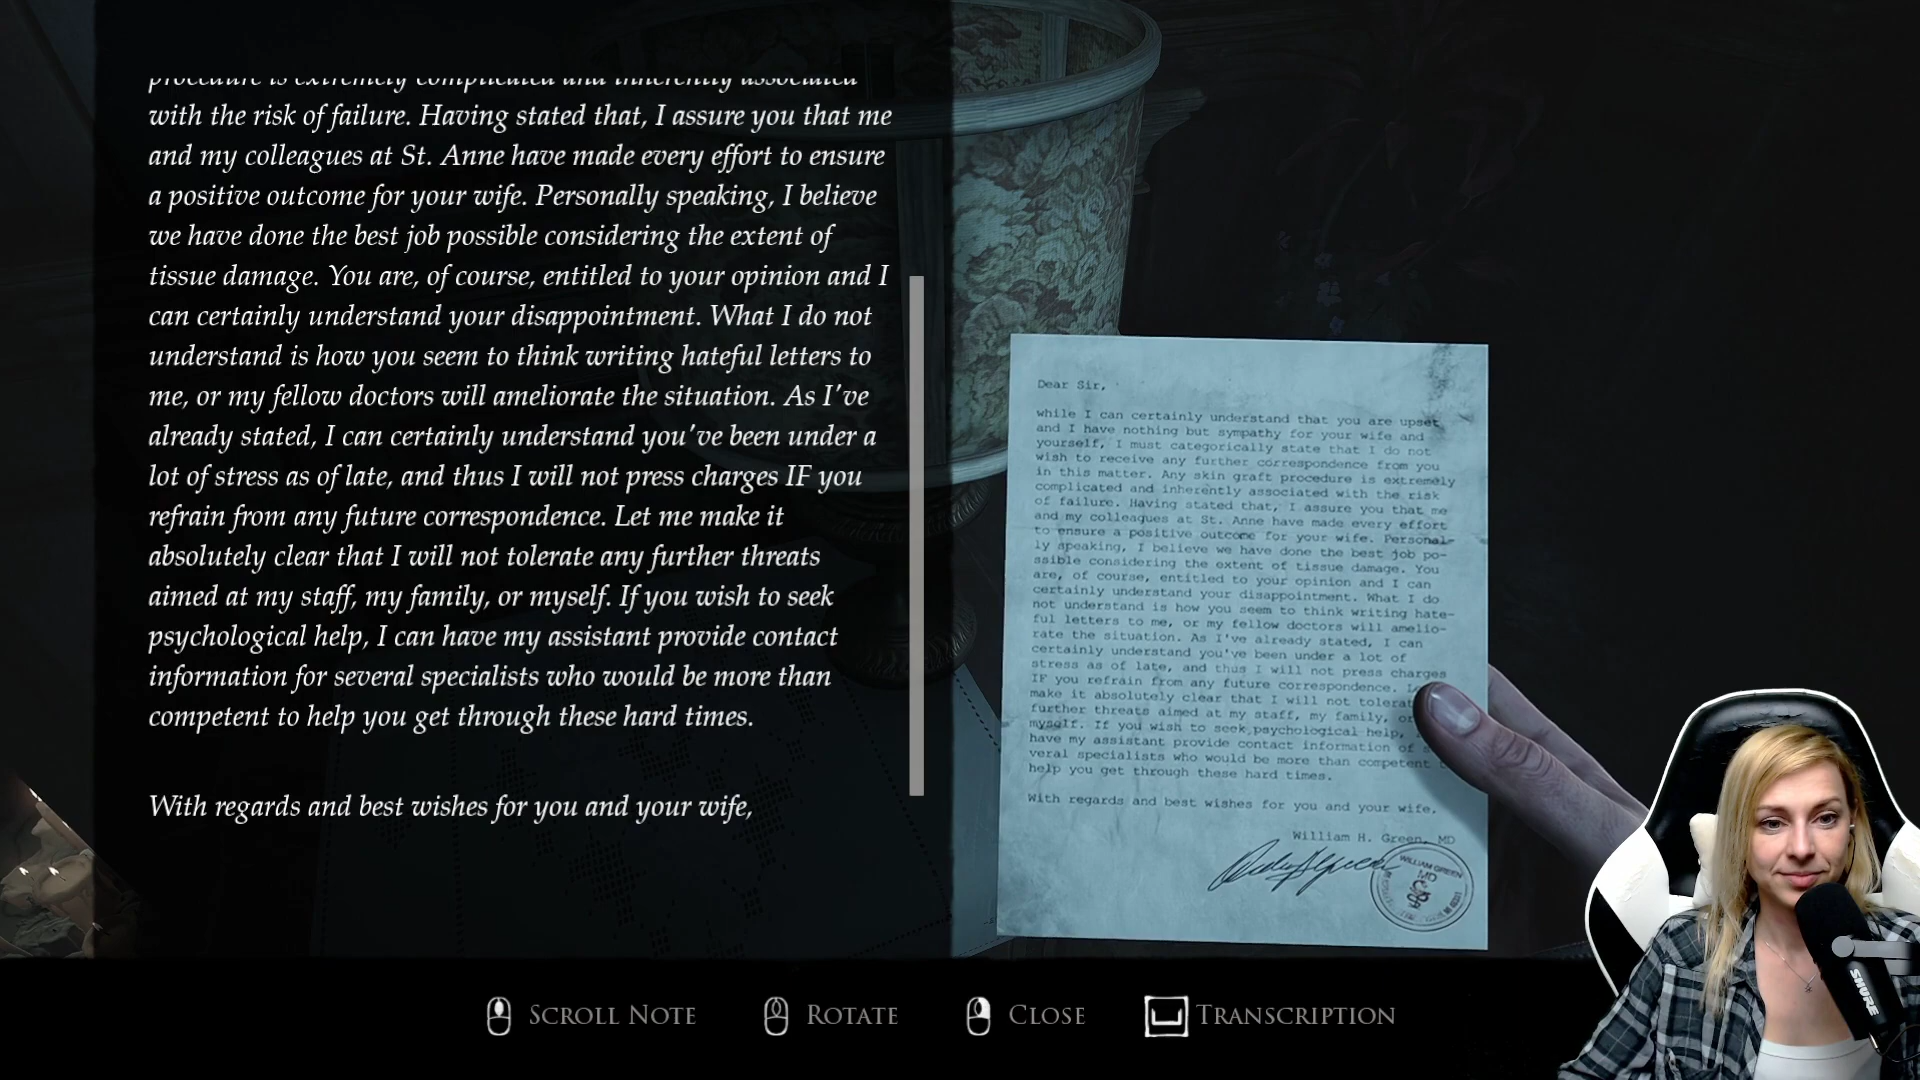 procedure is extremely complicated and inherently associated
with the risk of failure. Having stated that, I assure you that me
and my colleagues at St. Anne have made every effort to ensure
a positive outcome for your wife. Personally speaking, I believe
we have done the best job possible considering the extent of
tissue damage. You are, of course, entitled to your opinion and I
can certainly understand your disappointment. What I do not
understand is how you seem to think writing hateful letters to
me, or my fellow doctors will ameliorate the situation. As I've
already stated, I can certainly understand you've been under a
lot of stress as of late, and thus I will not press charges IF you
refrain from any future correspondence. Let me make it
absolutely clear that I will not tolerate any further threats
aimed at my staff, my family, or myself. If you wish to seek
psychological help, I can have my assistant provide contact
information for several specialists who would be more than
competent to help you get through these hard times.
With regards and best wishes for you and your wife,
Dear Sir,
while I can certainly understand that you are upset
and I have nothing but sympathy for your wife and
yourself, I must categorically state that I do not
wish to receive any further correspondence from you
in this matter. Any skin graft procedure is extremely
complicated and inherently associated with the risk
of failure. Having stated that, I assure you that me
and my colleagues at St. Anne have made every effort
to ensure a positive outcome for your wife. Personal-
ly speaking, I believe we have done the best job po-
ssible considering the extent of tissue damage. You
are, of course, entitled to your opinion and I can
certainly understand your disappointment. What I do
not understand is how you seem to think writing hate-
ful letters to me, or my fellow doctors will amelio-
rate the situation. As I've already stated, I can
certainly understand you've been under a lot of
stress as of late, and thus I will not press charges
IF you refrain from any future correspondence.
make it absolutely clear that I will not
further threats aimed at my staff, my family, or
myself. If you wish to seek psychological help,
have my assistant provide contact information of
veral specialists who would be more than competent
help you get through these hard times.
With regards and best wishes for you and your wife,
William H. Green, MD
WILLIAM GREEN
MD
SCROLL NOTE
ROTATE
CLOSE
TRANSCRIPTION
SHURE